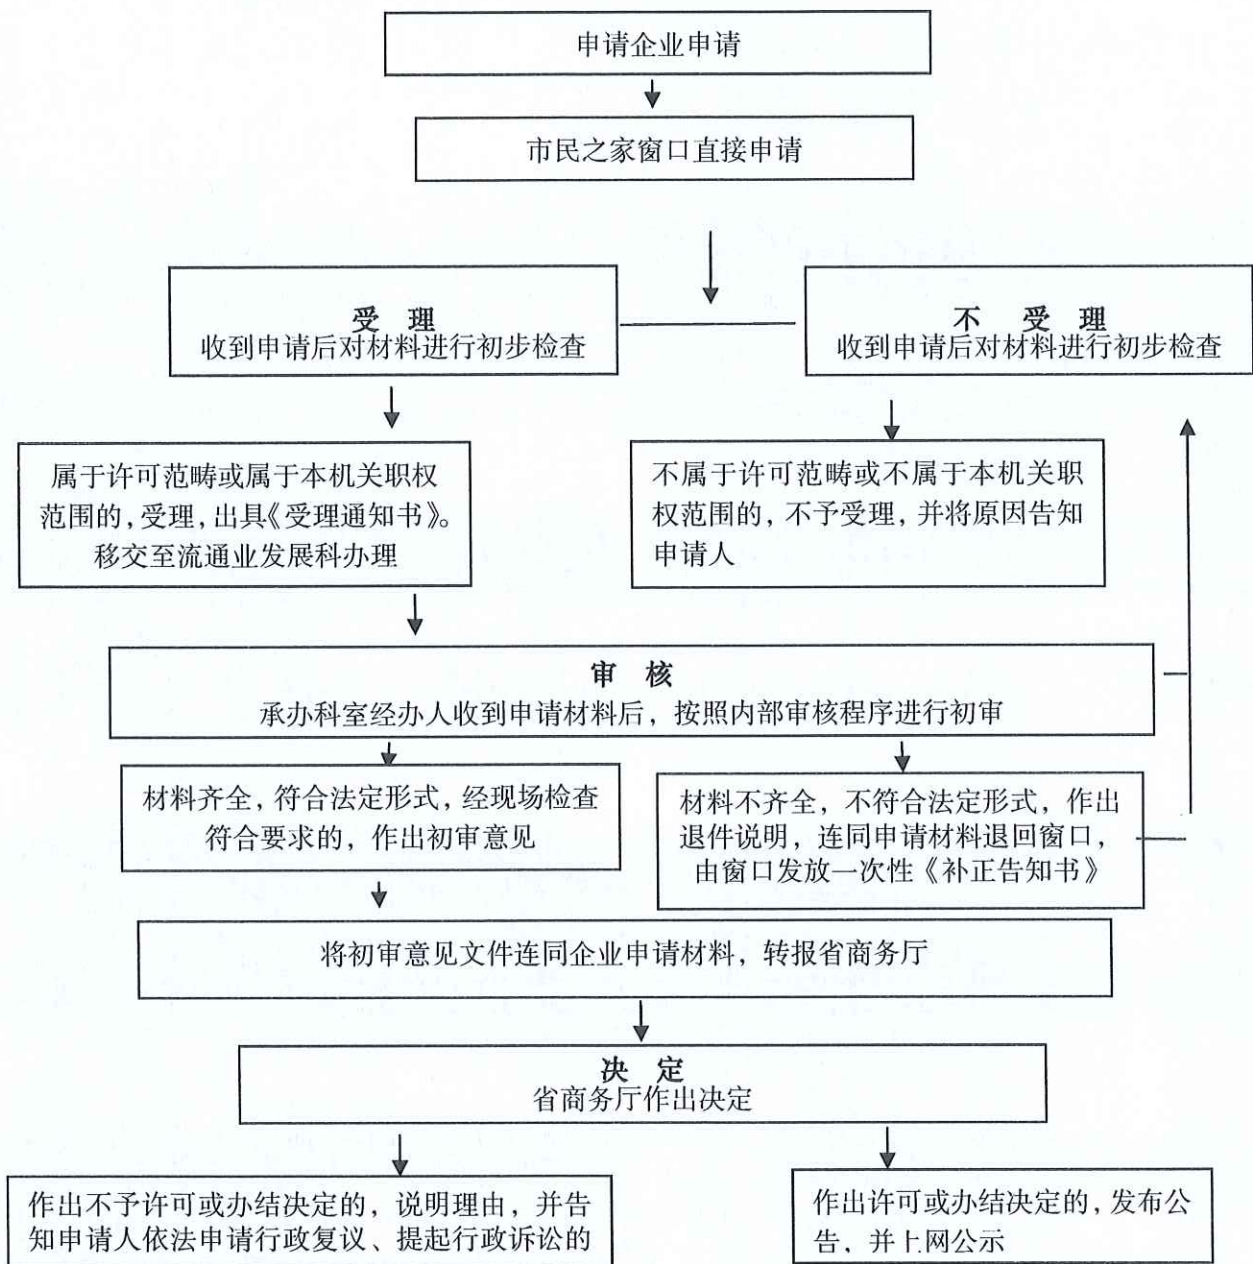 申请企业申请
市民之家窗口直接申请
受 理
收到申请后对材料进行初步检查
不 受 理
收到申请后对材料进行初步检查
属于许可范畴或属于本机关职权
范围的,受理,出具《受理通知书》。
移交至流通业发展科办理
不属于许可范畴或不属于本机关职
权范围的,不予受理,并将原因告知
申请人
审 核
承办科室经办人收到申请材料后，按照内部审核程序进行初审
材料齐全,符合法定形式,经现场检查
符合要求的，作出初审意见
材料不齐全，不符合法定形式，作出
退件说明，连同申请材料退回窗口，
由窗口发放一次性《补正告知书》
将初审意见文件连同企业申请材料，转报省商务厅
决 定
省商务厅作出决定
作出不予许可或办结决定的，说明理由，并告
知申请人依法申请行政复议、提起行政诉讼的
作出许可或办结决定的,发布公
告，并上网公示